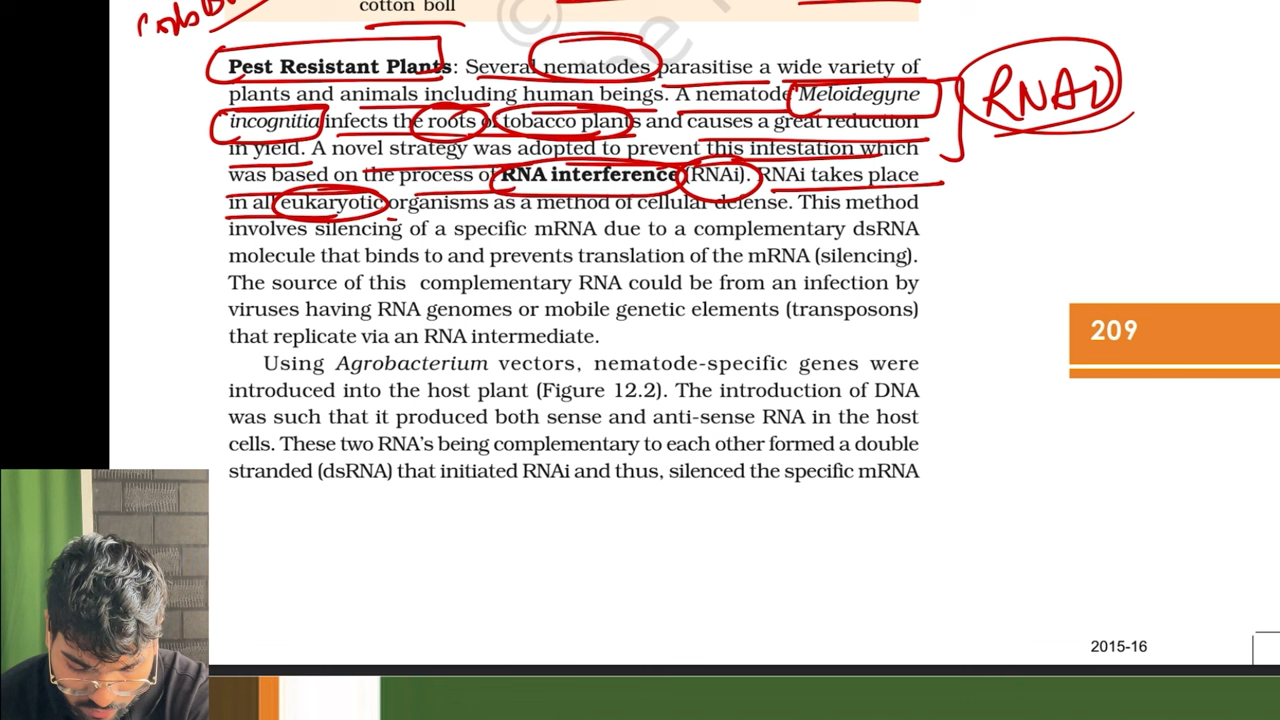 cotton boll
Pest Resistant Plants: Several nematodes parasitise a wide variety of
plants and animals including human beings. A nematode Meloidegyne
incognitia infects the roots of tobacco plants and causes a great reduction
in yield. A novel strategy was adopted to prevent this infestation which
was based on the process of RNA interference (RNAi). RNAi takes place
in all eukaryotic organisms as a method of cellular defense. This method
involves silencing of a specific mRNA due to a complementary dsRNA
molecule that binds to and prevents translation of the mRNA (silencing).
The source of this complementary RNA could be from an infection by
viruses having RNA genomes or mobile genetic elements (transposons)
that replicate via an RNA intermediate.
Using Agrobacterium vectors, nematode-specific genes were
introduced into the host plant (Figure 12.2). The introduction of DNA
was such that it produced both sense and anti-sense RNA in the host
cells. These two RNA's being complementary to each other formed a double
stranded (dsRNA) that initiated RNAi and thus, silenced the specific mRNA
209
2015-16